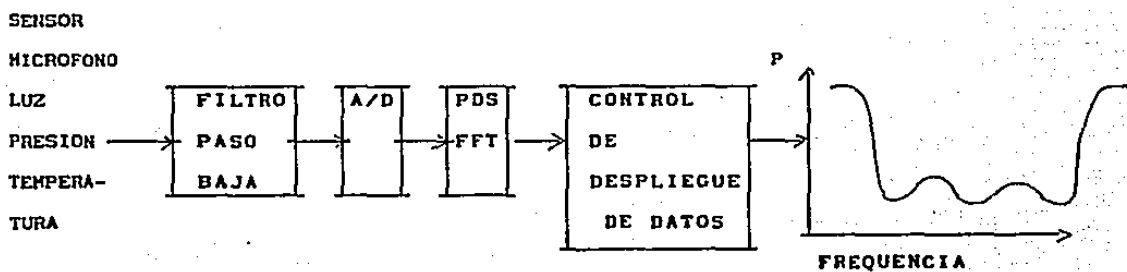 SENSOR
MICROFONO
LUZ
PRESION
TEMPERA-
TURA
FILTRO
PASO
BAJA
A/D
PDS
FFT
CONTROL
DE
DESPLIEGUE
DE DATOS
P
FREQUENCIA